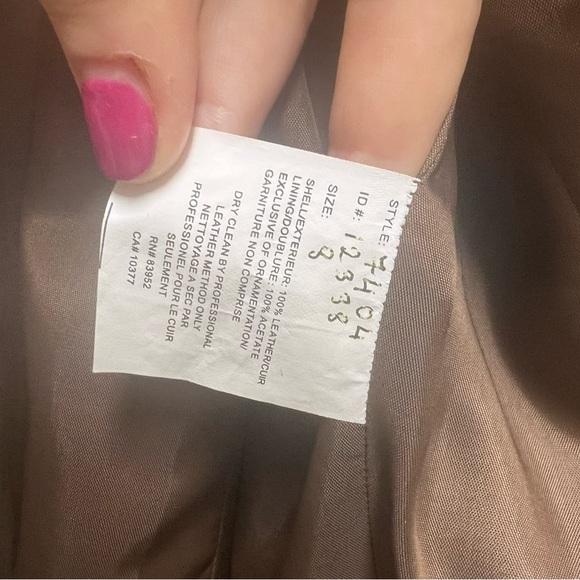 STYLE: 7404
ID #: 12338
SIZE: 8
SHELL/EXTERIEUR: 100% LEATHER/CUIR
LINING/DOUBLURE: 100% ACETATE
EXCLUSIVE OF ORNAMENTATION/
GARNITURE NON COMPRISE
DRY CLEAN BY PROFESSIONAL
LEATHER METHOD ONLY
NETTOYAGE A SEC PAR
PROFESSIONEL POUR LE CUIR
SEULEMENT
RN# 83952
CA# 10377